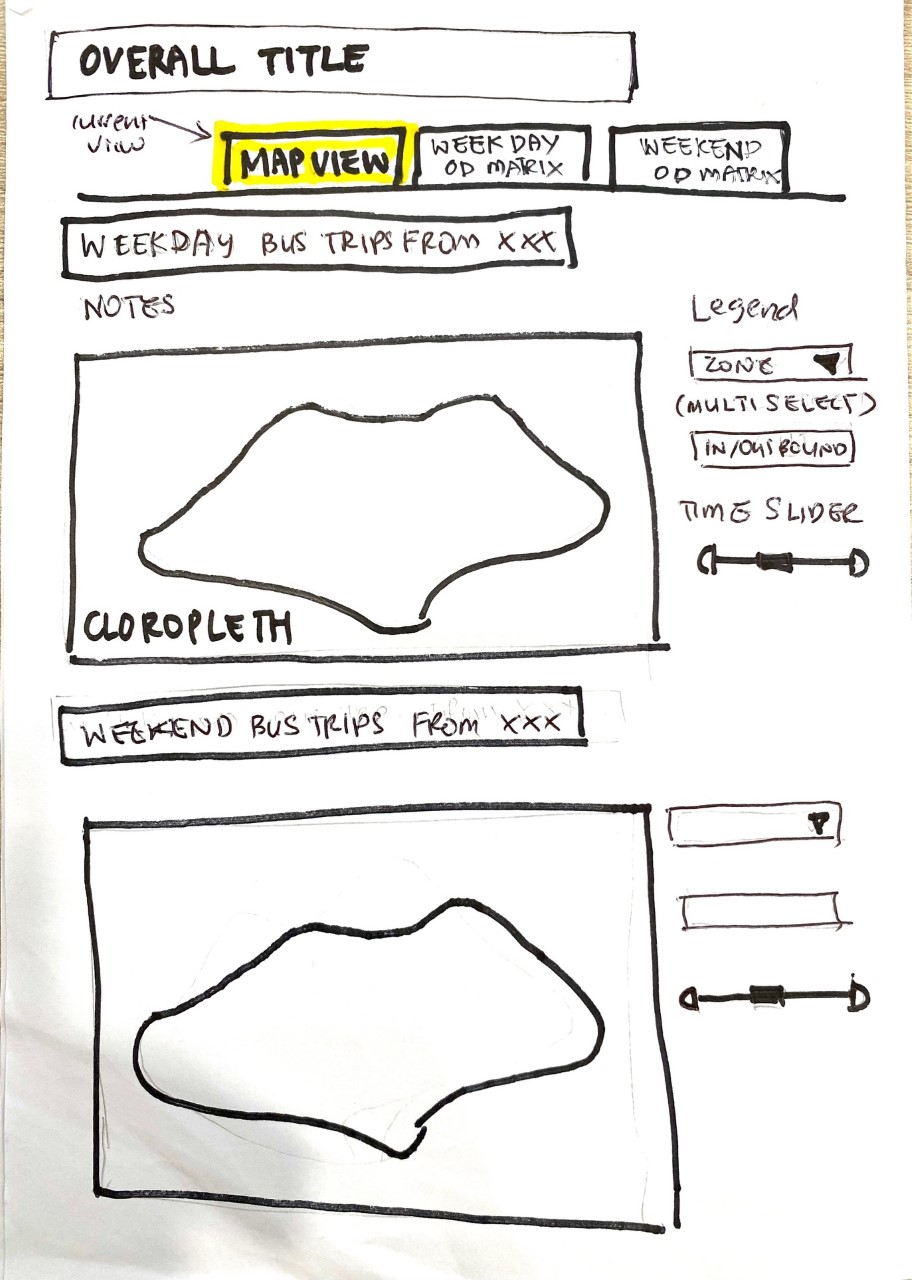 OVERALL TITLE
current
view
MAP VIEW
WEEKDAY
OD MATRIX
WEEKEND
OD MATRIX
WEEKDAY BUS TRIPS FROM XXX
NOTES
Legend
ZONE
(MULTI SELECT)
IN/OUTBOUND
TIME SLIDER
CLOROPLETH
WEEKEND BUS TRIPS FROM XXX